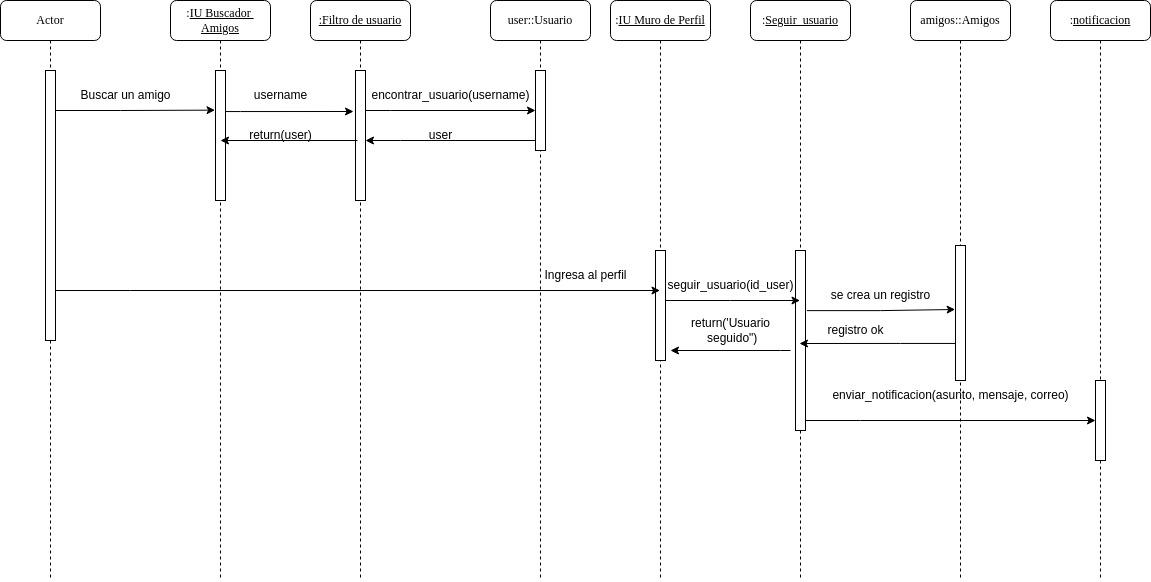 Actor
:IU Buscador
Amigos
:Filtro de usuario
user::Usuario
:IU Muro de Perfil
:Seguir_usuario
amigos::Amigos
:notificacion
Buscar un amigo
username
encontrar_usuario(username)
return(user)
user
Ingresa al perfil
seguir_usuario(id_user)
se crea un registro
return('Usuario
seguido")
registro ok
enviar_notificacion(asunto, mensaje, correo)